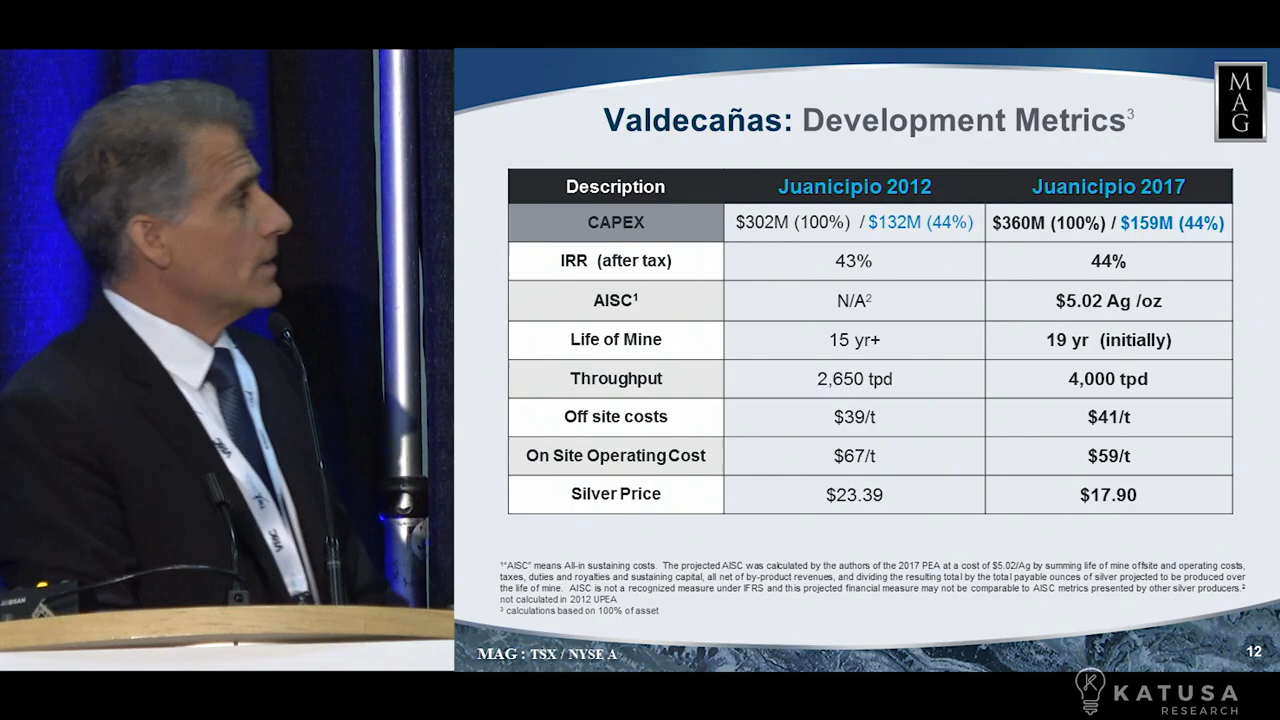 M
A
G
Valdecañas: Development Metrics3
Description Juanicipio 2012 Juanicipio 2017
CAPEX $302M (100%) / $132M (44%) $360M (100%) / $159M (44%)
IRR (after tax) 43% 44%
AISC1 N/A2 $5.02 Ag /oz
Life of Mine 15 yr+ 19 yr (initially)
Throughput 2,650 tpd 4,000 tpd
Off site costs $39/t $41/t
On Site Operating Cost $67/t $59/t
Silver Price $23.39 $17.90
1"AISC" means All-in sustaining costs. The projected AISC was calculated by the authors of the 2017 PEA at a cost of $5.02/Ag by summing life of mine offsite and operating costs,
taxes, duties and royalties and sustaining capital, all net of by-product revenues, and dividing the resulting total by the total payable ounces of silver projected to be produced over
the life of mine. AISC is not a recognized measure under IFRS and this projected financial measure may not be comparable to AISC metrics presented by other silver producers.2
not calculated in 2012 UPEA
3 calculations based on 100% of asset
MAG : TSX / NYSE A
12
KATUSA
RESEARCH